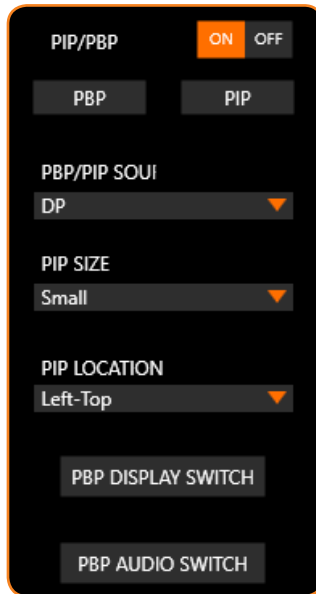 PIP/PBP ON OFF
PBP PIP
PBP/PIP SOUI
DP
PIP SIZE
Small
PIP LOCATION
Left-Top
PBP DISPLAY SWITCH
PBP AUDIO SWITCH